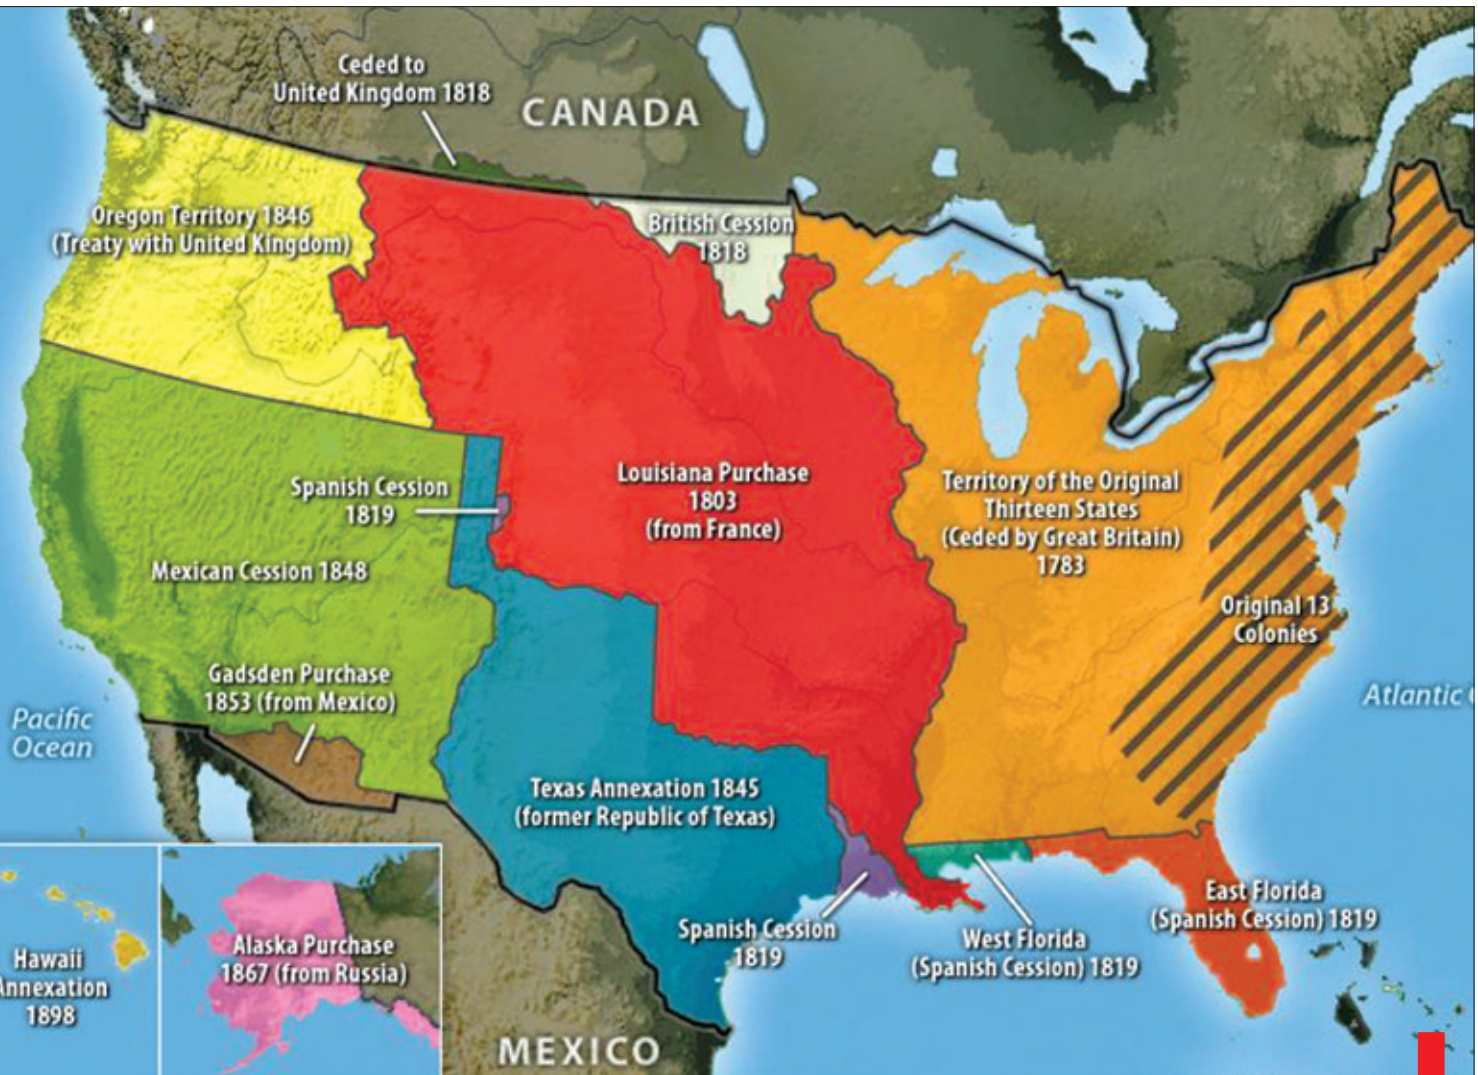 Ceded to
United Kingdom 1818
CANADA
Oregon Territory 1846
(Treaty with United Kingdom)
British Cession
1818
Spanish Cession
1819
Louisiana Purchase
1803
(from France)
Territory of the Original
Thirteen States
(Ceded by Great Britain)
1783
Mexican Cession 1848
Original 13
Colonies
Gadsden Purchase
1853 (from Mexico)
Pacific
Ocean
Atlantic
Texas Annexation 1845
(former Republic of Texas)
East Florida
(Spanish Cession) 1819
Spanish Cession
1819
West Florida
(Spanish Cession) 1819
Hawaii
Annexation
1898
Alaska Purchase
1867 (from Russia)
MEXICO